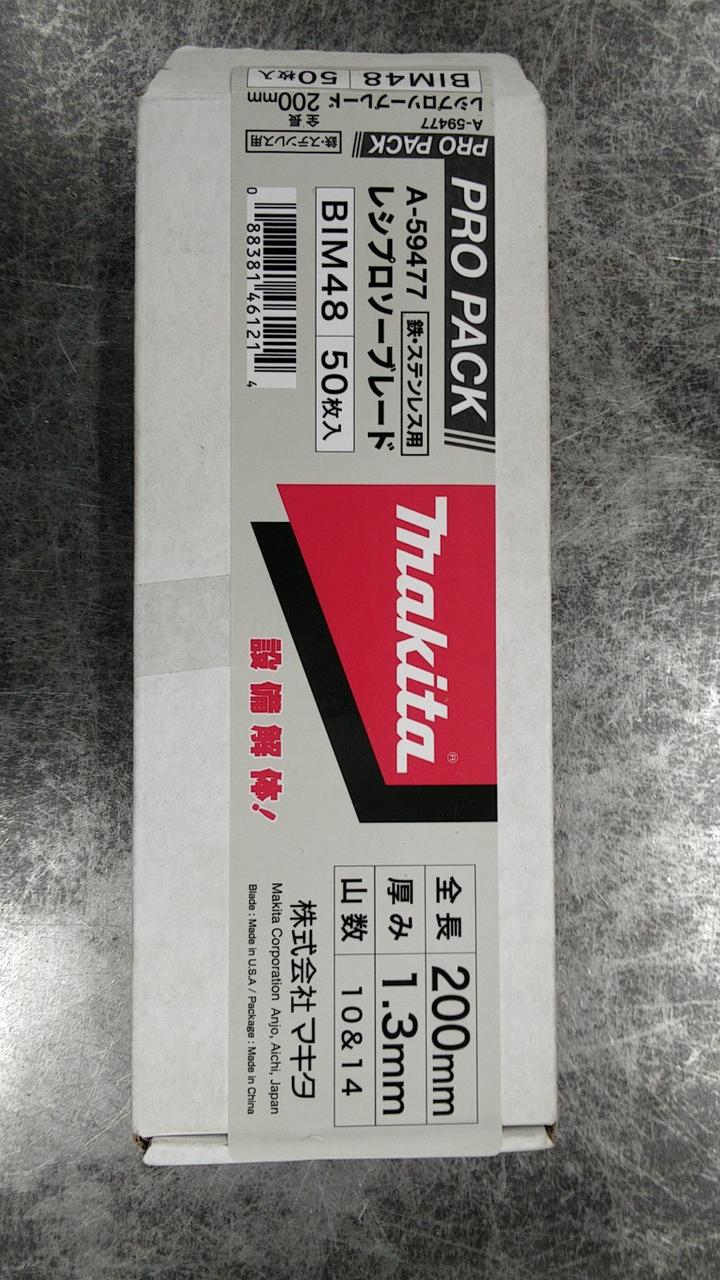 BIM48 50枚入
レシプロソーブレード
A-59477
全長 200mm
PRO PACK
鉄・ステンレス用
PRO PACK
A-59477
鉄・ステンレス用
レシプロソーブレード
BIM48 50枚入
0 88381 46121 4
makita®
設備解体!
全長 200mm
厚み 1.3mm
山数 10&14
株式会社 マキタ
Makita Corporation Anjo, Aichi, Japan
Blade : Made in U.S.A / Package : Made in China